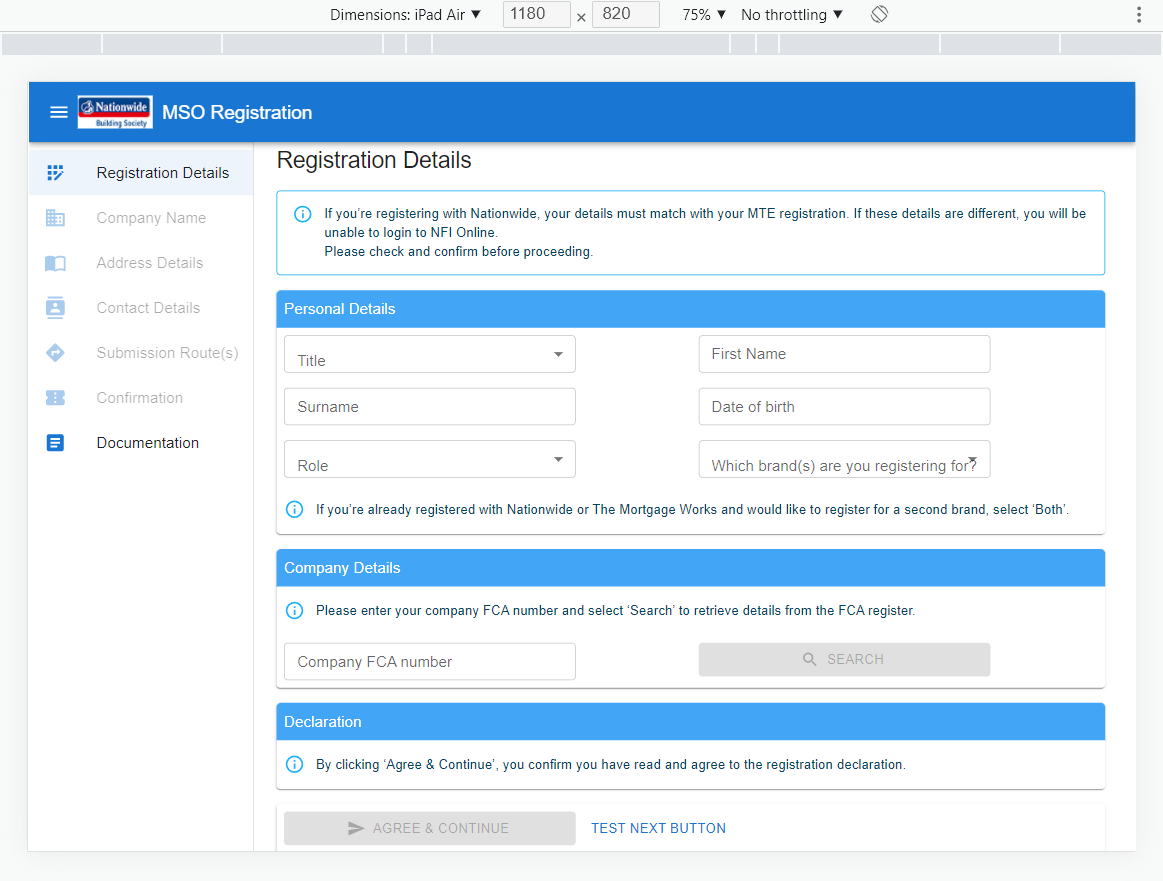 Dimensions: iPad Air ▼ 1180 × 820 75% ▼ No throttling ▼
Nationwide
Building Society
MSO Registration
Registration Details
Company Name
Address Details
Contact Details
Submission Route(s)
Confirmation
Documentation
Registration Details
If you’re registering with Nationwide, your details must match with your MTE registration. If these details are different, you will be
unable to login to NFI Online.
Please check and confirm before proceeding.
Personal Details
Title
First Name
Surname
Date of birth
Role
Which brand(s) are you registering for?
If you’re already registered with Nationwide or The Mortgage Works and would like to register for a second brand, select ‘Both’.
Company Details
Please enter your company FCA number and select ‘Search’ to retrieve details from the FCA register.
Company FCA number
SEARCH
Declaration
By clicking ‘Agree & Continue’, you confirm you have read and agree to the registration declaration.
AGREE & CONTINUE
TEST NEXT BUTTON